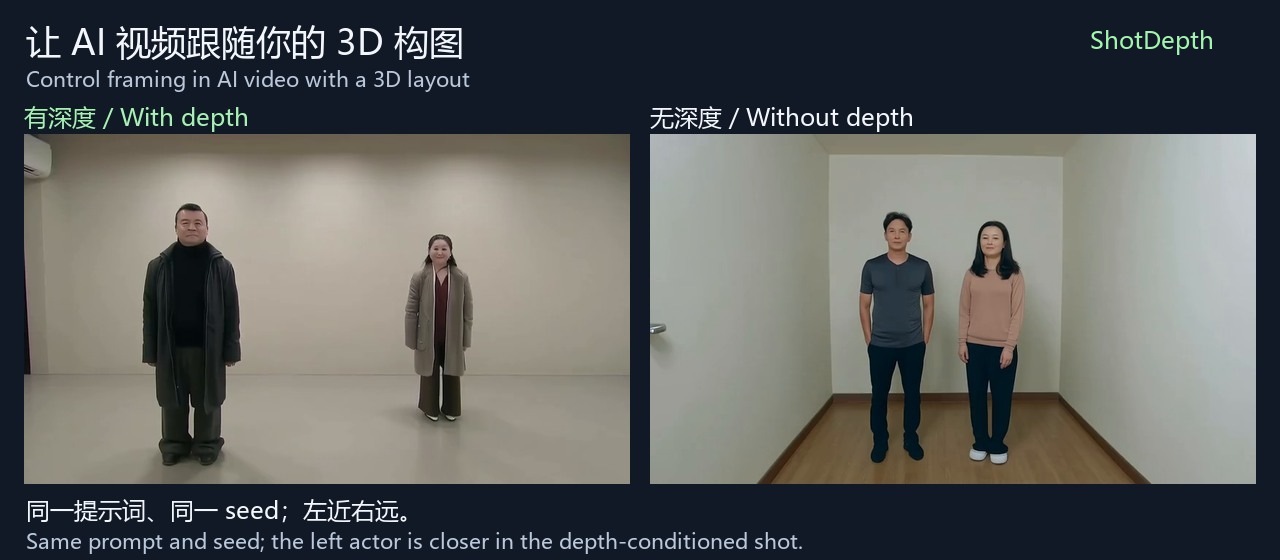 让 AI 视频跟随你的 3D 构图
ShotDepth
Control framing in AI video with a 3D layout
有深度 / With depth
无深度 / Without depth
同一提示词、同一 seed；左近右远。
Same prompt and seed; the left actor is closer in the depth-conditioned shot.